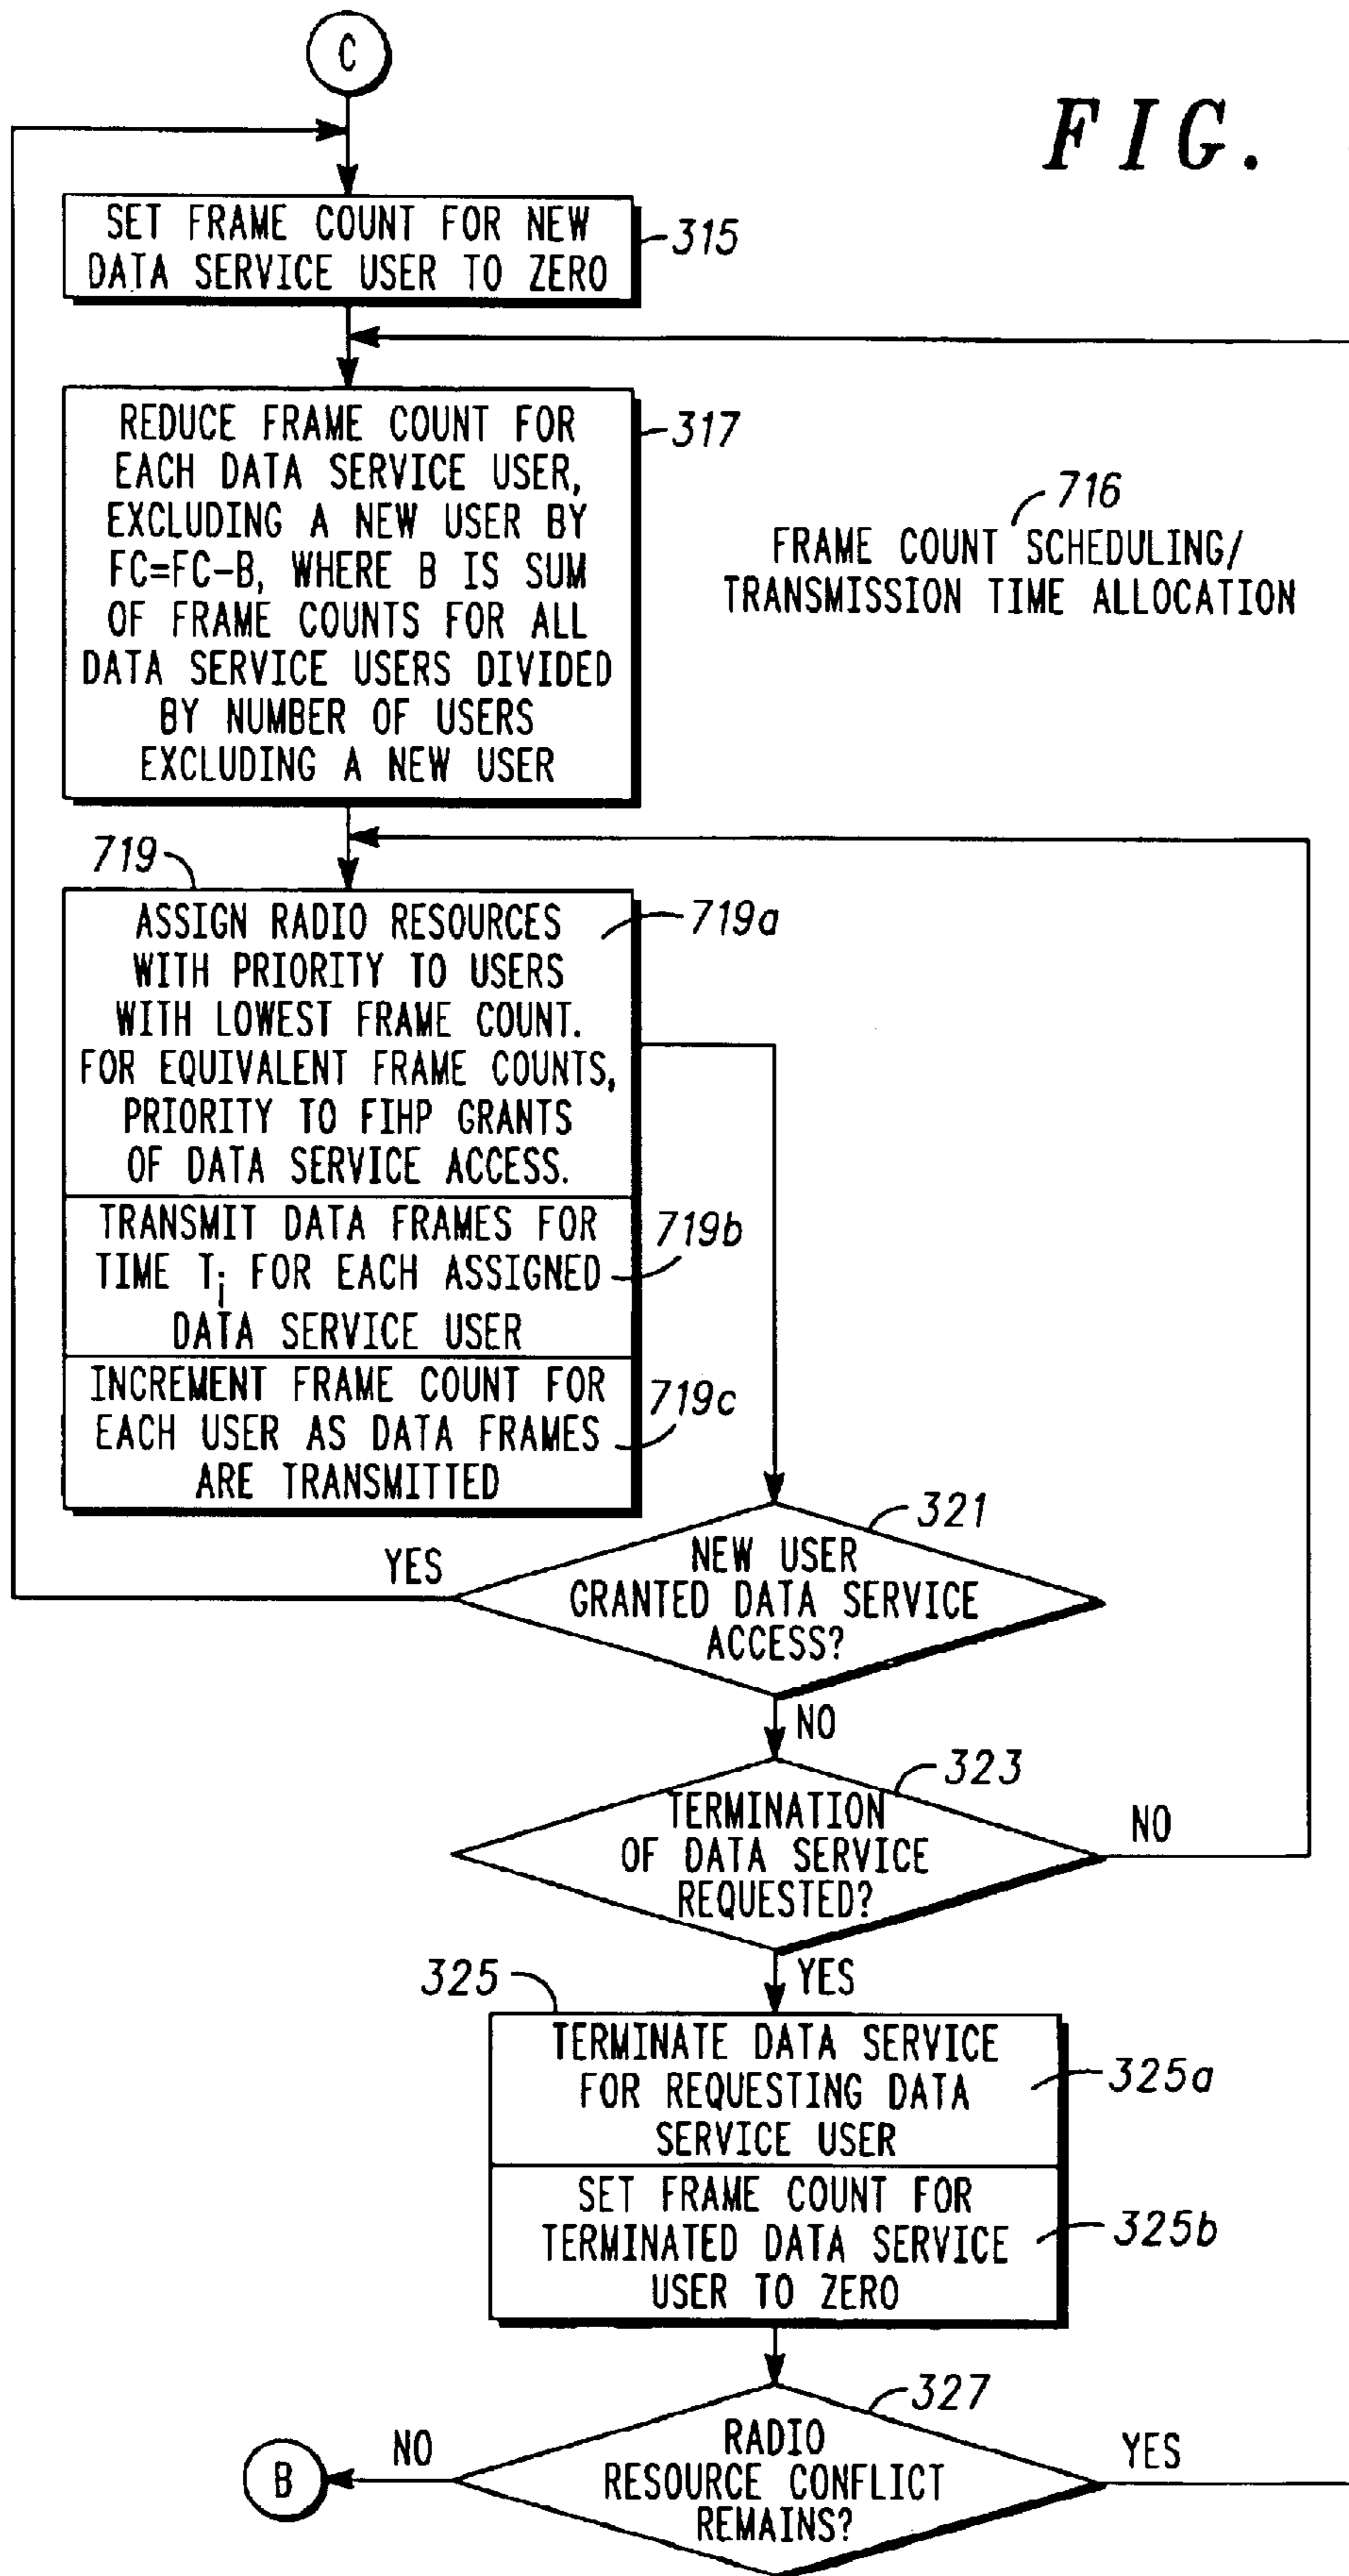 C
FIG.
SET FRAME COUNT FOR NEW
DATA SERVICE USER TO ZERO
315
REDUCE FRAME COUNT FOR
EACH DATA SERVICE USER,
EXCLUDING A NEW USER BY
FC=FC-B, WHERE B IS SUM
OF FRAME COUNTS FOR ALL
DATA SERVICE USERS DIVIDED
BY NUMBER OF USERS
EXCLUDING A NEW USER
317
716
FRAME COUNT SCHEDULING/
TRANSMISSION TIME ALLOCATION
719
ASSIGN RADIO RESOURCES
WITH PRIORITY TO USERS
WITH LOWEST FRAME COUNT.
FOR EQUIVALENT FRAME COUNTS,
PRIORITY TO FIHP GRANTS
OF DATA SERVICE ACCESS.
719a
TRANSMIT DATA FRAMES FOR
TIME Ti FOR EACH ASSIGNED
DATA SERVICE USER
719b
INCREMENT FRAME COUNT FOR
EACH USER AS DATA FRAMES
ARE TRANSMITTED
719c
321
NEW USER
GRANTED DATA SERVICE
ACCESS?
YES
NO
323
TERMINATION
OF DATA SERVICE
REQUESTED?
NO
YES
325
TERMINATE DATA SERVICE
FOR REQUESTING DATA
SERVICE USER
325a
SET FRAME COUNT FOR
TERMINATED DATA SERVICE
USER TO ZERO
325b
327
RADIO
RESOURCE CONFLICT
REMAINS?
NO
YES
B